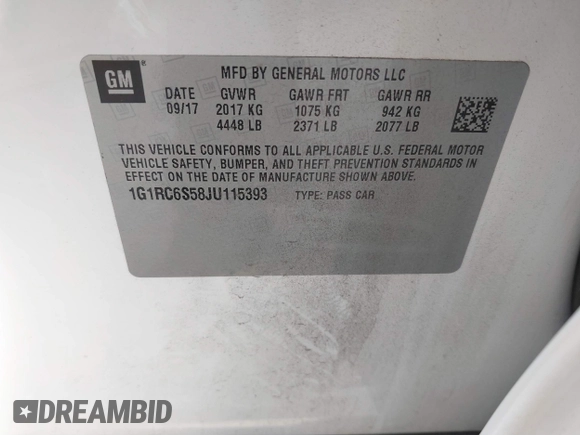 GM ® MFD BY GENERAL MOTORS LLC
DATE GVWR GAWR FRT GAWR RR
09/17 2017 KG 1075 KG 942 KG
4448 LB 2371 LB 2077 LB
THIS VEHICLE CONFORMS TO ALL APPLICABLE U.S. FEDERAL MOTOR
VEHICLE SAFETY, BUMPER, AND THEFT PREVENTION STANDARDS IN
EFFECT ON THE DATE OF MANUFACTURE SHOWN ABOVE.
1G1RC6S58JU115393 TYPE: PASS CAR
DREAMBID